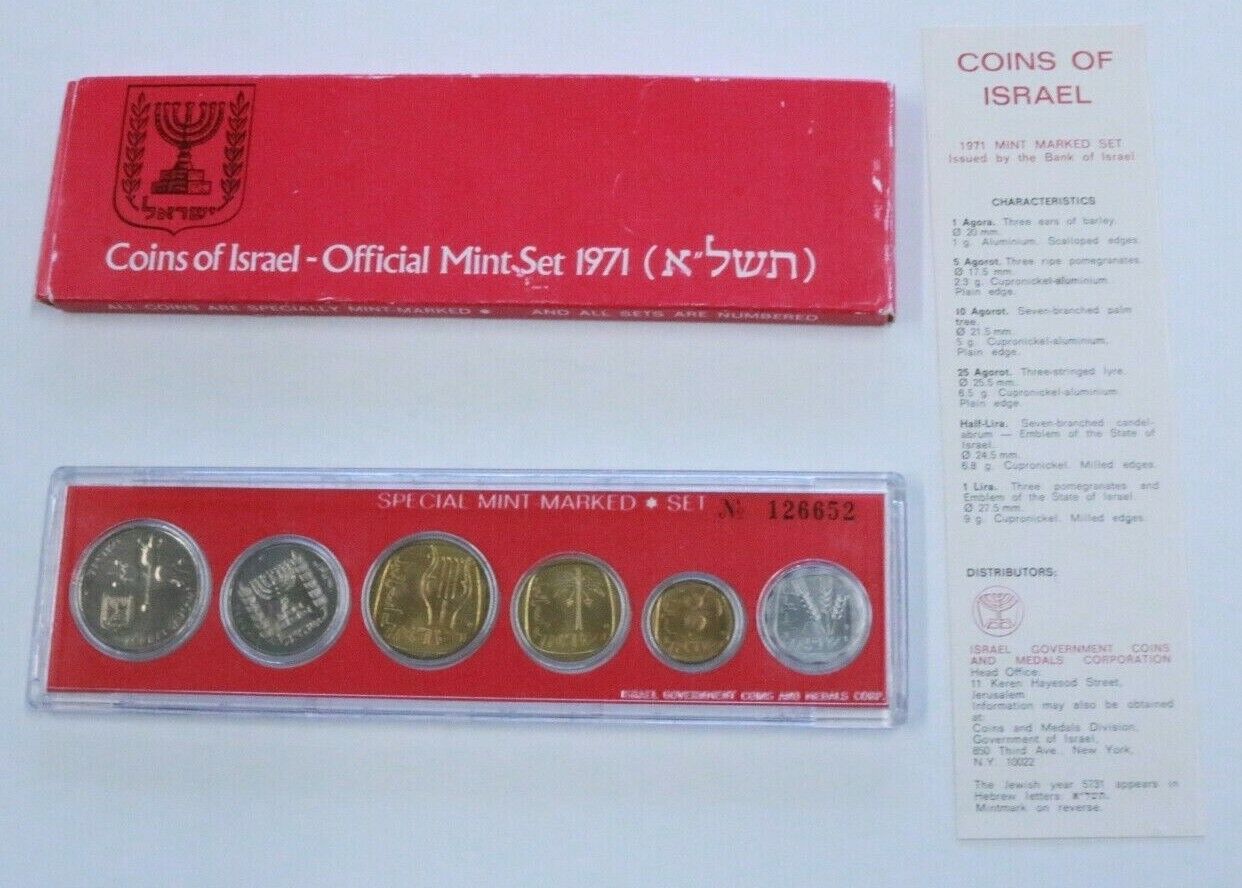 ישראל
Coins of Israel - Official Mint Set 1971 (תשל״א)
ALL COINS ARE SPECIALLY MINT-MARKED ✶ AND ALL SETS ARE NUMBERED
SPECIAL MINT-MARKED ✶ SET № 126652
ISRAEL GOVERNMENT COINS AND MEDALS CORP.
COINS OF
ISRAEL
1971 MINT MARKED SET
Issued by the Bank of Israel
CHARACTERISTICS
1 Agora. Three ears of barley.
Ø 20 mm.
1 g. Aluminium. Scalloped edges.
5 Agorot. Three ripe pomegranates.
Ø 17.5 mm.
2.3 g. Cupronickel-aluminium.
Plain edge.
10 Agorot. Seven-branched palm
tree.
Ø 21.5 mm.
5 g. Cupronickel-aluminium.
Plain edge.
25 Agorot. Three-stringed lyre.
Ø 25.5 mm.
6.5 g. Cupronickel-aluminium.
Plain edge.
Half-Lira. Seven-branched candel-
abrum — Emblem of the State of
Israel.
Ø 24.5 mm.
6.8 g. Cupronickel. Milled edges.
1 Lira. Three pomegranates and
Emblem of the State of Israel.
Ø 27.5 mm.
9 g. Cupronickel. Milled edges.
DISTRIBUTORS:
ISRAEL GOVERNMENT COINS
AND MEDALS CORPORATION
Head Office:
11 Keren Hayesod Street,
Jerusalem
Information may also be obtained
at:
Coins and Medals Division,
Government of Israel,
850 Third Ave., New York,
N.Y. 10022
The Jewish year 5731 appears in
Hebrew letters תשל״א.
Mintmark on reverse.